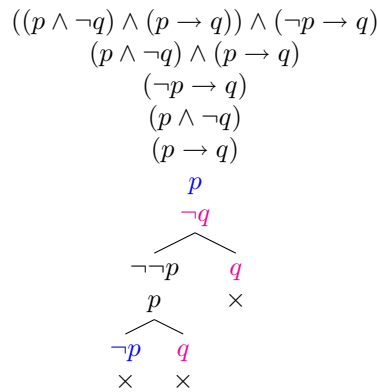 ((p ∧ ¬q) ∧ (p → q)) ∧ (¬p → q)
(p ∧ ¬q) ∧ (p → q)
(¬p → q)
(p ∧ ¬q)
(p → q)
p
¬q
¬¬p q
p ×
¬p q
× ×